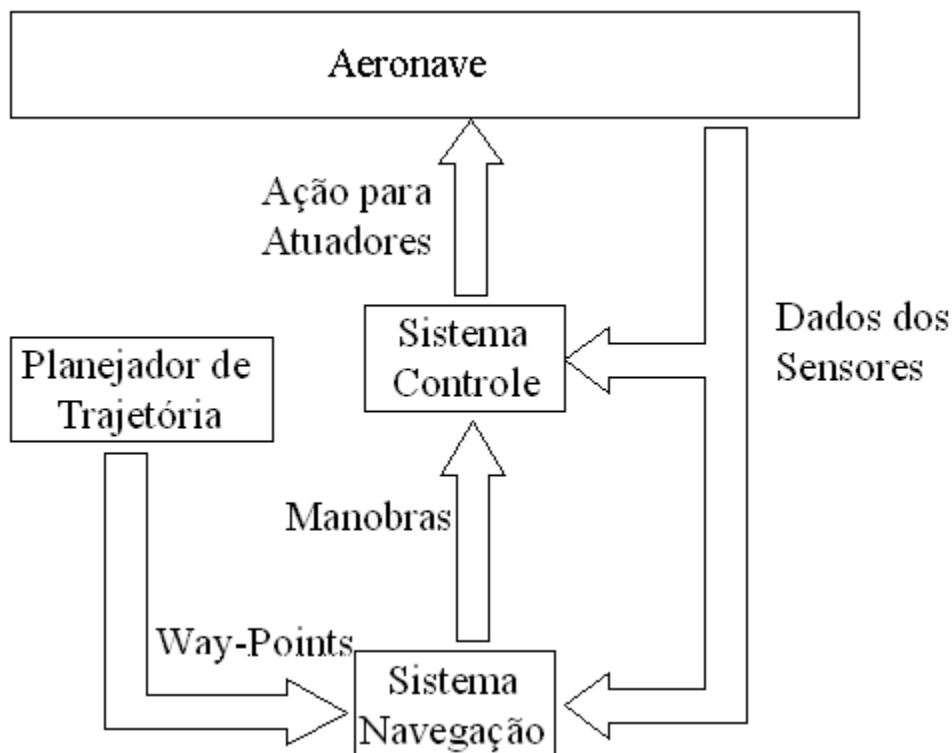 Aeronave
Ação para
Atuadores
Dados dos
Sensores
Sistema
Controle
Planejador de
Trajetória
Manobras
Way-Points
Sistema
Navegação